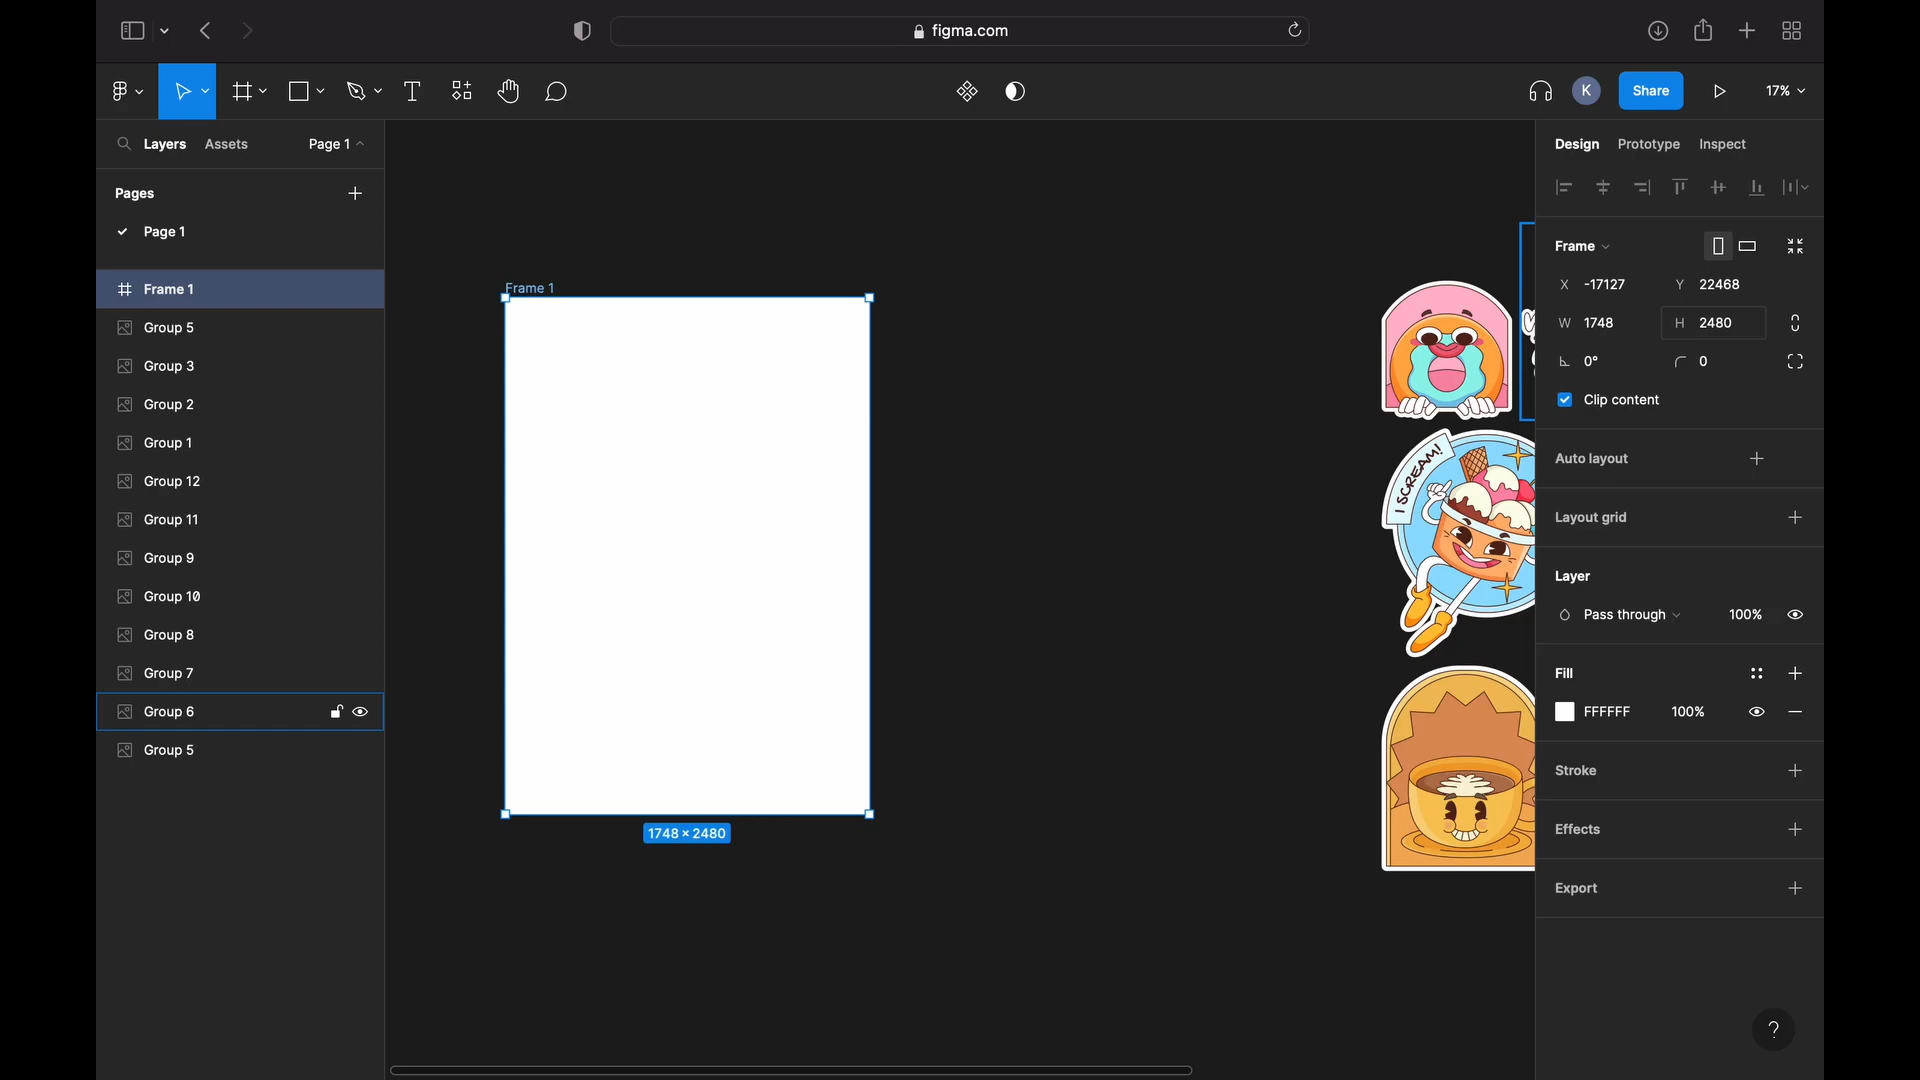 figma.com
K
Share
17%
Layers
Assets
Page 1
Pages
Page 1
Frame 1
Group 5
Group 3
Group 2
Group 1
Group 12
Group 11
Group 9
Group 10
Group 8
Group 7
Group 6
Group 5
Frame 1
1748 × 2480
I SCREAM!
Design
Prototype
Inspect
Frame
X -17127
Y 22468
W 1748
H 2480
0°
0
Clip content
Auto layout
Layout grid
Layer
Pass through
100%
Fill
FFFFFF
100%
Stroke
Effects
Export
?